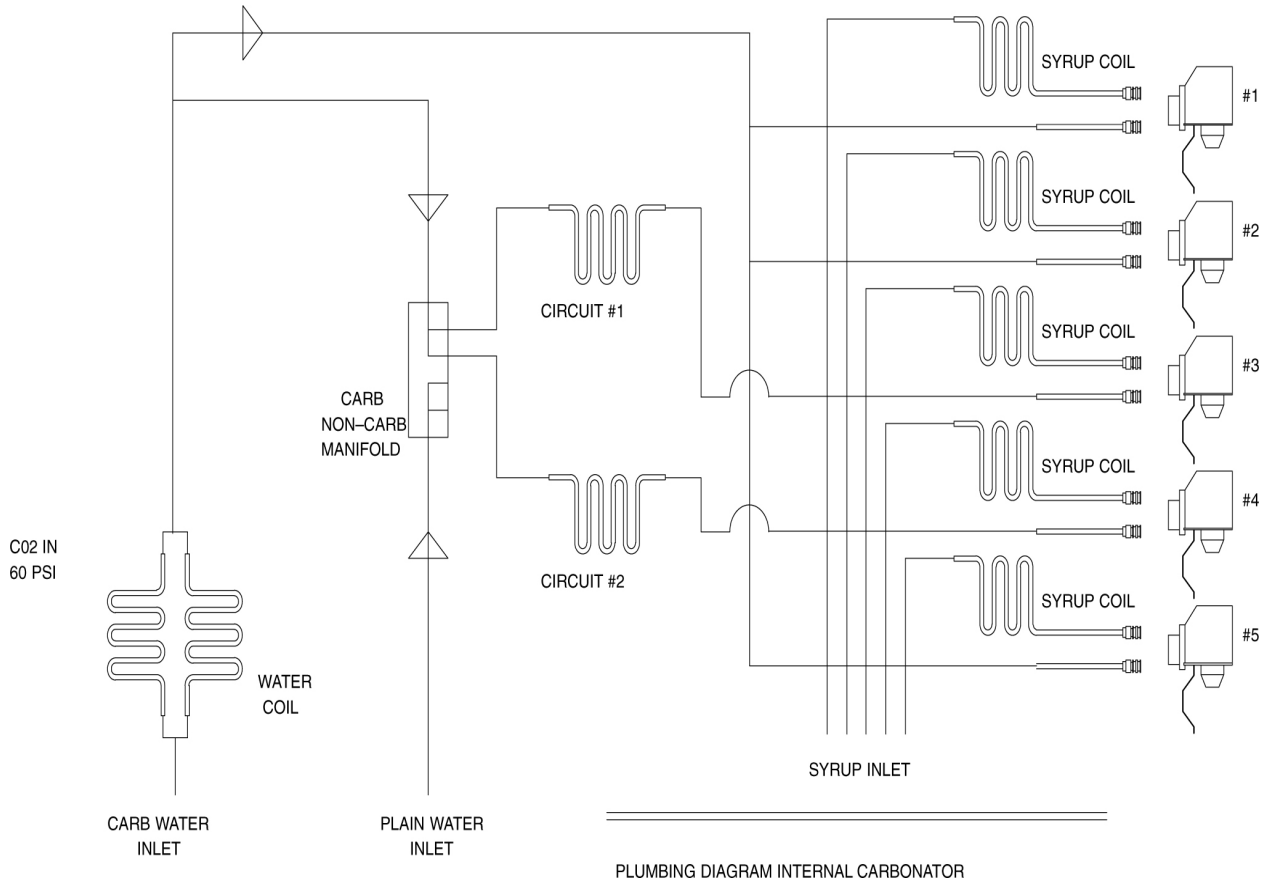 SYRUP COIL
#1
SYRUP COIL
#2
CIRCUIT #1
SYRUP COIL
#3
CARB
NON–CARB
MANIFOLD
SYRUP COIL
#4
C02 IN
60 PSI
CIRCUIT #2
SYRUP COIL
#5
WATER
COIL
SYRUP INLET
CARB WATER
INLET
PLAIN WATER
INLET
PLUMBING DIAGRAM INTERNAL CARBONATOR